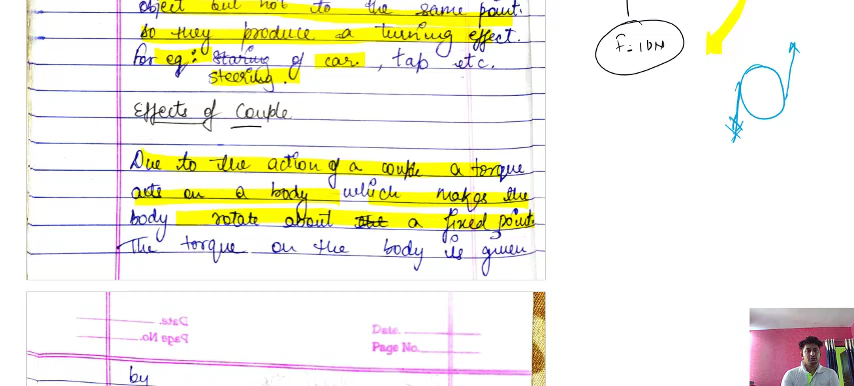 object but not to the same point.
so they produce a turning effect.
For eg: staring of car, tap etc.
steering.
Effects of Couple
Due to the action of a couple a torque
acts on a body which makes the
body rotate about the a fixed point
The torque on the body is given
Date.
Page No.
Date.
Page No.
by
F=10N